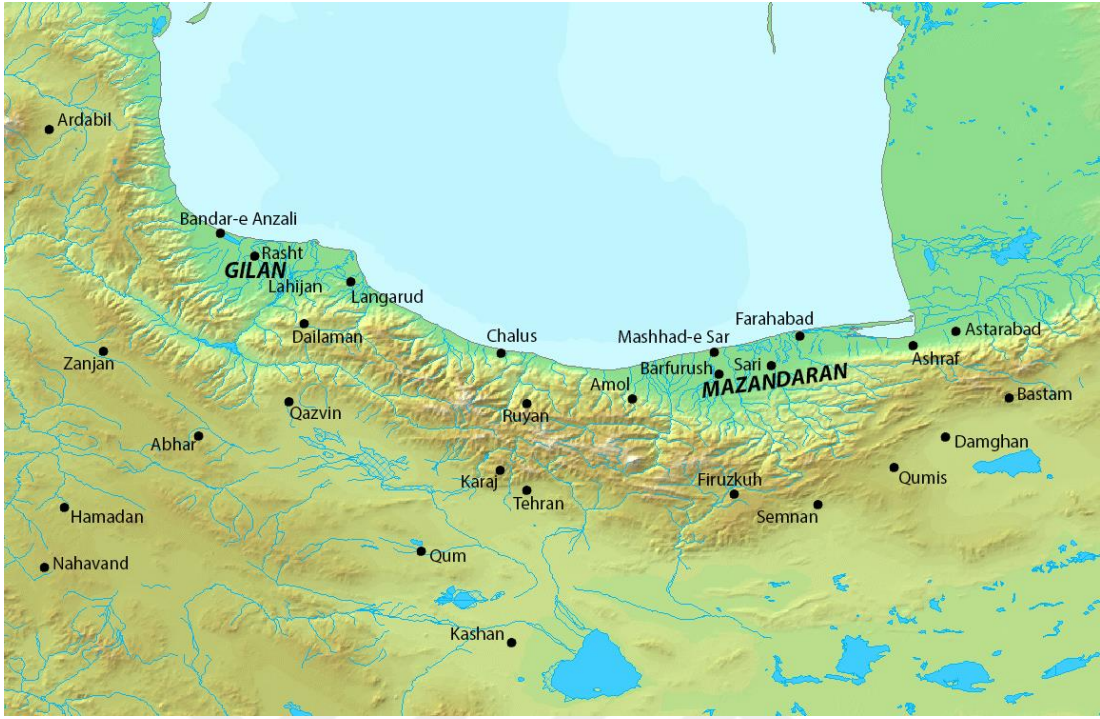 Ardabil
Bandar-e Anzali
Rasht
GILAN
Lahijan
Langarud
Dailaman
Chalus
Mashhad-e Sar
Farahabad
Astarabad
Ashraf
Zanjan
Barfurush
Sari
MAZANDARAN
Amol
Bastam
Qazvin
Ruyan
Abhar
Damghan
Karaj
Tehran
Firuzkuh
Qumis
Semnan
Hamadan
Qum
Nahavand
Kashan